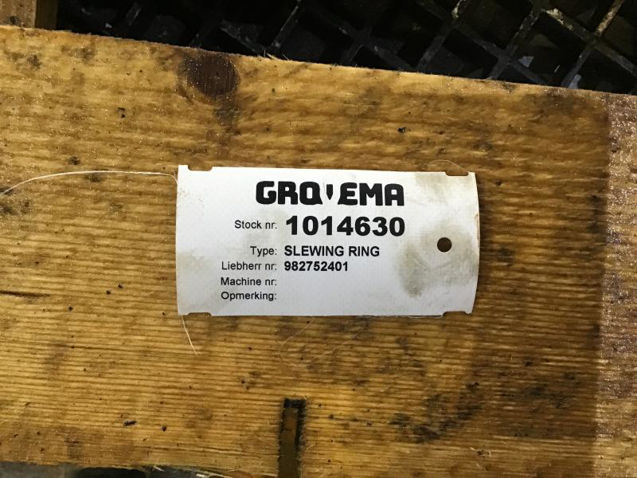 GROVEMA
Stock nr: 1014630
Type: SLEWING RING
Liebherr nr: 982752401
Machine nr:
Opmerking: